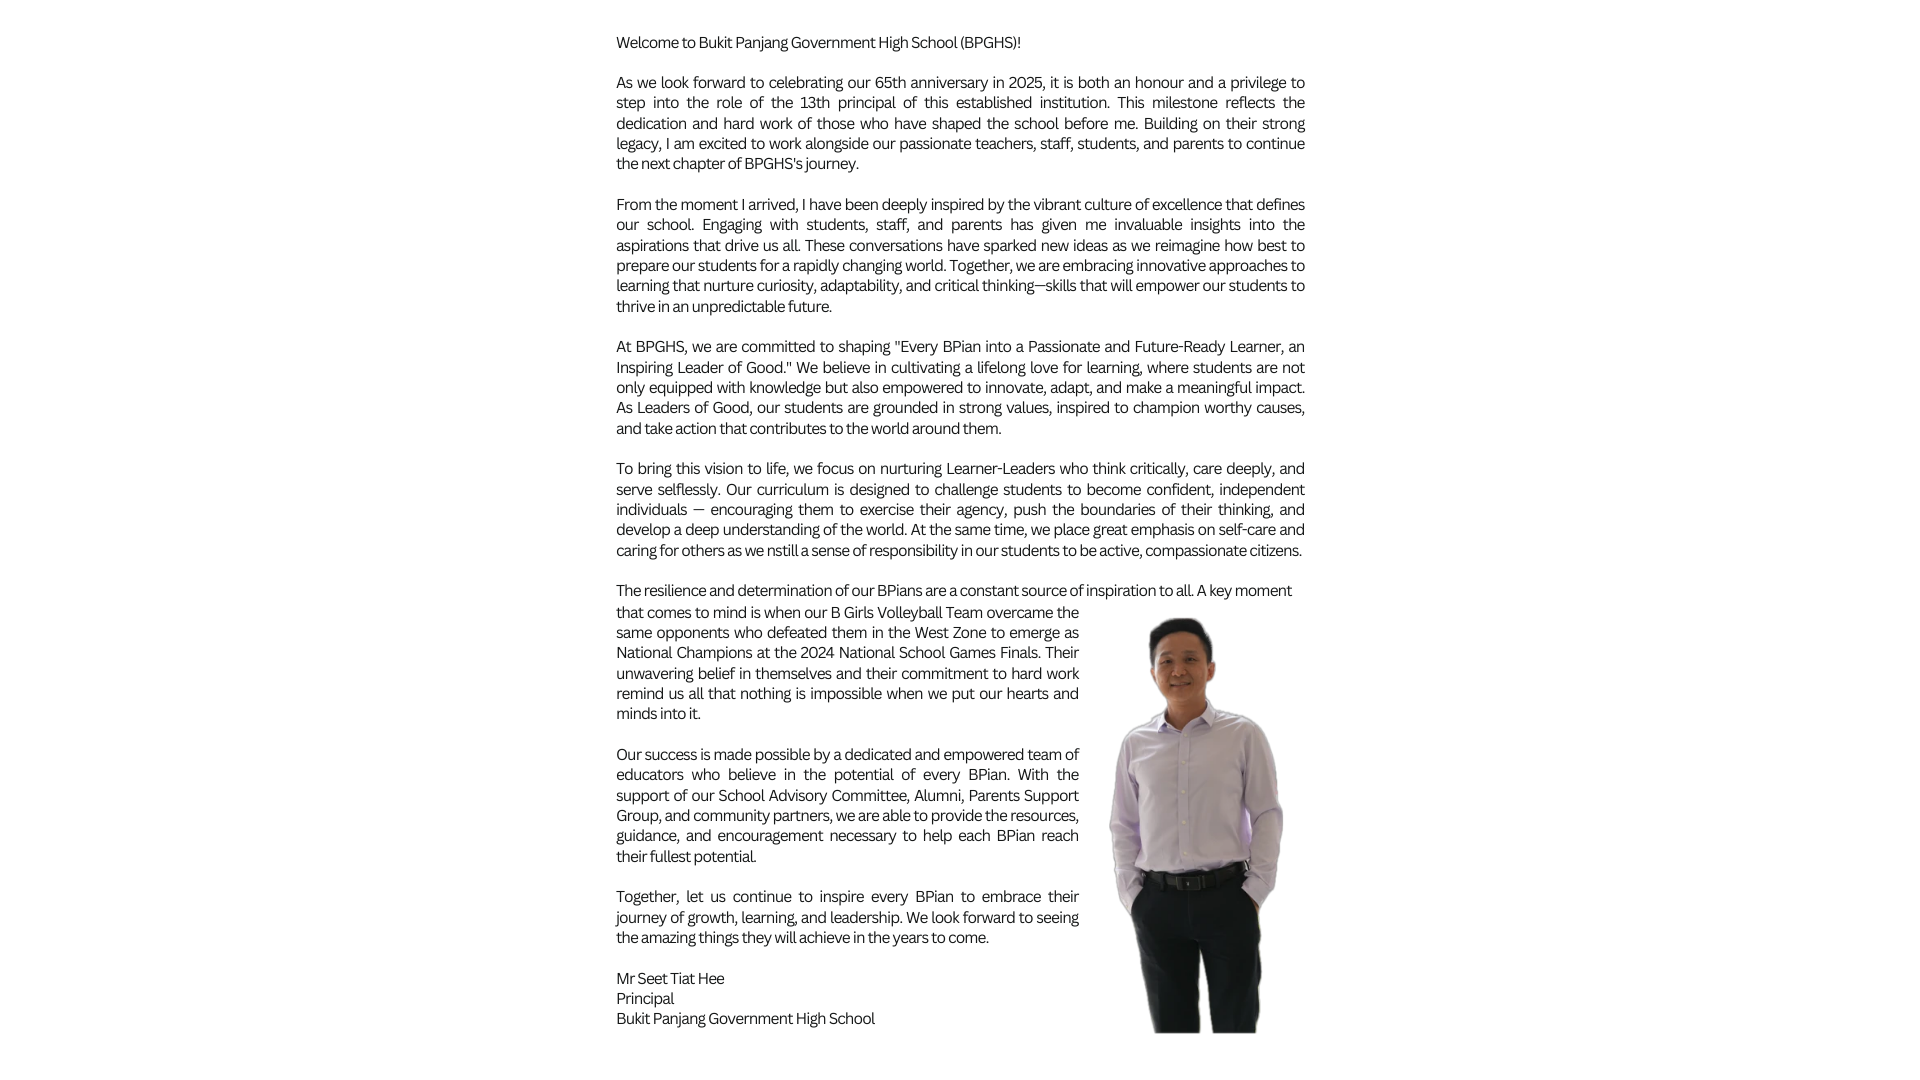 Welcome to Bukit Panjang Government High School (BPGHS)!
As we look forward to celebrating our 65th anniversary in 2025, it is both an honour and a privilege to
step into the role of the 13th principal of this established institution. This milestone reflects the
dedication and hard work of those who have shaped the school before me. Building on their strong
legacy, I am excited to work alongside our passionate teachers, staff, students, and parents to continue
the next chapter of BPGHS's journey.
From the moment I arrived, I have been deeply inspired by the vibrant culture of excellence that defines
our school. Engaging with students, staff, and parents has given me invaluable insights into the
aspirations that drive us all. These conversations have sparked new ideas as we reimagine how best to
prepare our students for a rapidly changing world. Together, we are embracing innovative approaches to
learning that nurture curiosity, adaptability, and critical thinking—skills that will empower our students to
thrive in an unpredictable future.
At BPGHS, we are committed to shaping "Every BPian into a Passionate and Future-Ready Learner, an
Inspiring Leader of Good." We believe in cultivating a lifelong love for learning, where students are not
only equipped with knowledge but also empowered to innovate, adapt, and make a meaningful impact.
As Leaders of Good, our students are grounded in strong values, inspired to champion worthy causes,
and take action that contributes to the world around them.
To bring this vision to life, we focus on nurturing Learner-Leaders who think critically, care deeply, and
serve selflessly. Our curriculum is designed to challenge students to become confident, independent
individuals — encouraging them to exercise their agency, push the boundaries of their thinking, and
develop a deep understanding of the world. At the same time, we place great emphasis on self-care and
caring for others as we nstill a sense of responsibility in our students to be active, compassionate citizens.
The resilience and determination of our BPians are a constant source of inspiration to all. A key moment
that comes to mind is when our B Girls Volleyball Team overcame the
same opponents who defeated them in the West Zone to emerge as
National Champions at the 2024 National School Games Finals. Their
unwavering belief in themselves and their commitment to hard work
remind us all that nothing is impossible when we put our hearts and
minds into it.
Our success is made possible by a dedicated and empowered team of
educators who believe in the potential of every BPian. With the
support of our School Advisory Committee, Alumni, Parents Support
Group, and community partners, we are able to provide the resources,
guidance, and encouragement necessary to help each BPian reach
their fullest potential.
Together, let us continue to inspire every BPian to embrace their
journey of growth, learning, and leadership. We look forward to seeing
the amazing things they will achieve in the years to come.
Mr Seet Tiat Hee
Principal
Bukit Panjang Government High School